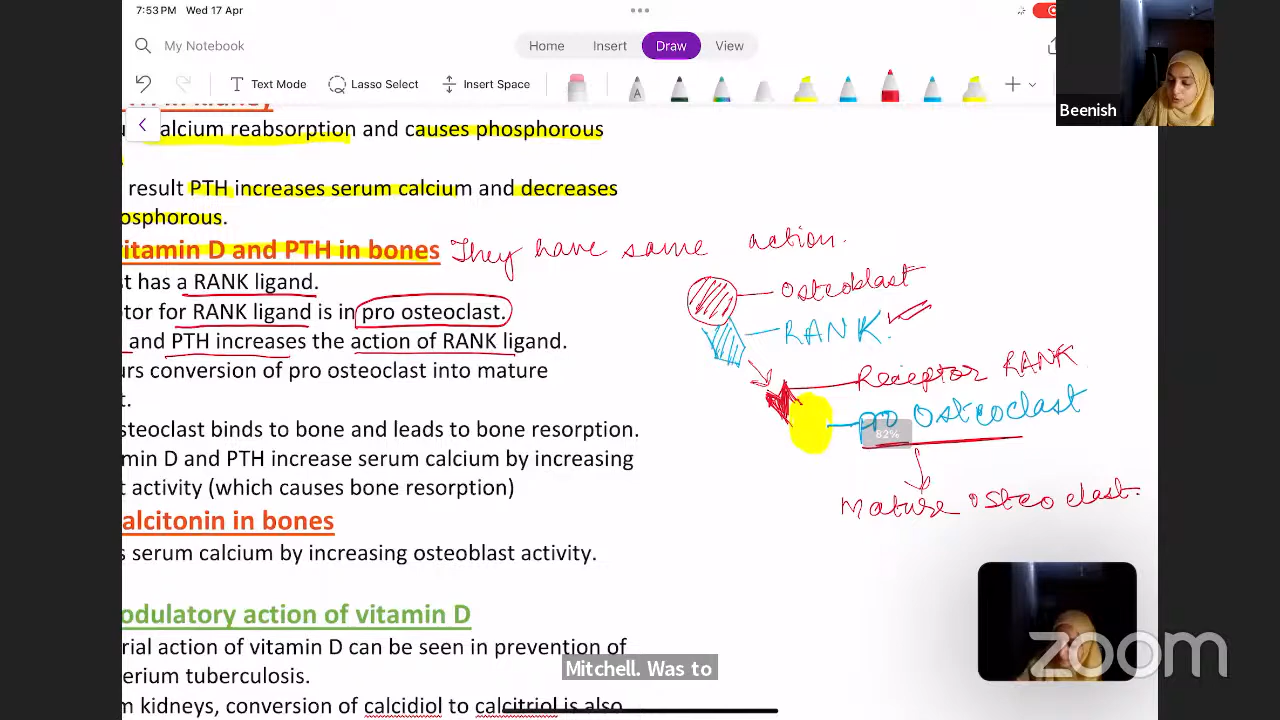 7:53 PM Wed 17 Apr
My Notebook
Home Insert Draw View
Text Mode Lasso Select Insert Space
Beenish
alcium reabsorption and causes phosphorous
result PTH increases serum calcium and decreases
osphorous.
itamin D and PTH in bones They have same action.
st has a RANK ligand.
Osteoblast
tor for RANK ligand is in pro osteoclast.
RANK.
and PTH increases the action of RANK ligand.
Receptor RANK
urs conversion of pro osteoclast into mature
t.
pro Osteoclast
82%
steoclast binds to bone and leads to bone resorption.
min D and PTH increase serum calcium by increasing
t activity (which causes bone resorption)
Mature osteoclast.
alcitonin in bones
s serum calcium by increasing osteoblast activity.
odulatory action of vitamin D
rial action of vitamin D can be seen in prevention of
erium tuberculosis.
Mitchell. Was to
zoom
m kidneys, conversion of calcidiol to calcitriol is also